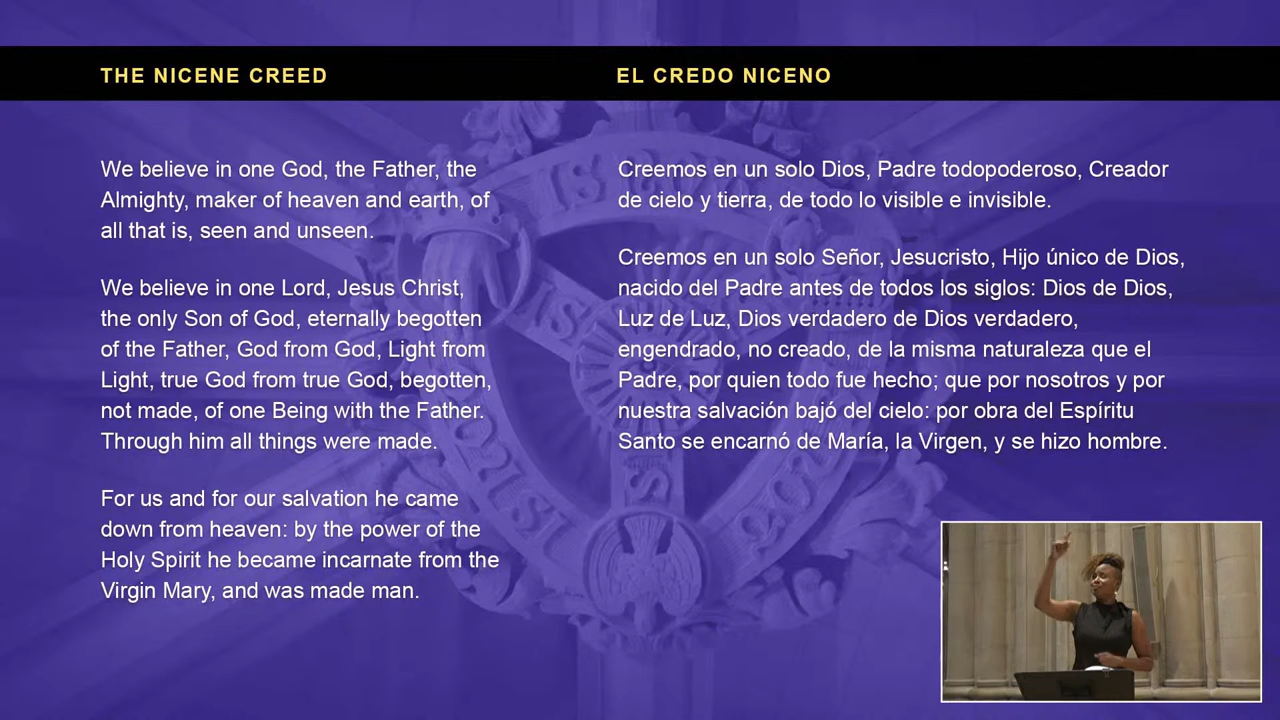 THE NICENE CREED
We believe in one God, the Father, the
Almighty, maker of heaven and earth, of
all that is, seen and unseen.
We believe in one Lord, Jesus Christ,
the only Son of God, eternally begotten
of the Father, God from God, Light from
Light, true God from true God, begotten,
not made, of one Being with the Father.
Through him all things were made.
For us and for our salvation he came
down from heaven: by the power of the
Holy Spirit he became incarnate from the
Virgin Mary, and was made man.
EL CREDO NICENO
Creemos en un solo Dios, Padre todopoderoso, Creador
de cielo y tierra, de todo lo visible e invisible.
Creemos en un solo Señor, Jesucristo, Hijo único de Dios,
nacido del Padre antes de todos los siglos: Dios de Dios,
Luz de Luz, Dios verdadero de Dios verdadero,
engendrado, no creado, de la misma naturaleza que el
Padre, por quien todo fue hecho; que por nosotros y por
nuestra salvación bajó del cielo: por obra del Espíritu
Santo se encarnó de María, la Virgen, y se hizo hombre.